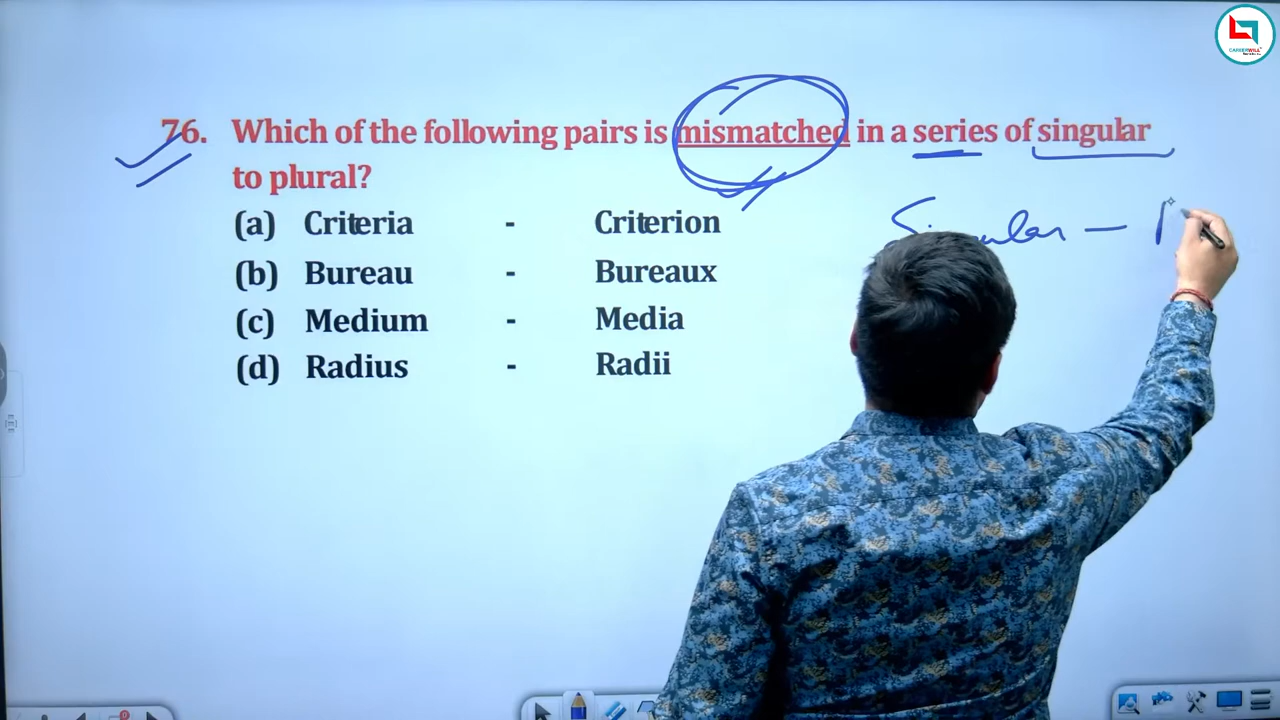 76. Which of the following pairs is mismatched in a series of singular
to plural?
(a) Criteria - Criterion
(b) Bureau - Bureaux
(c) Medium - Media
(d) Radius - Radii
CAREERWILL